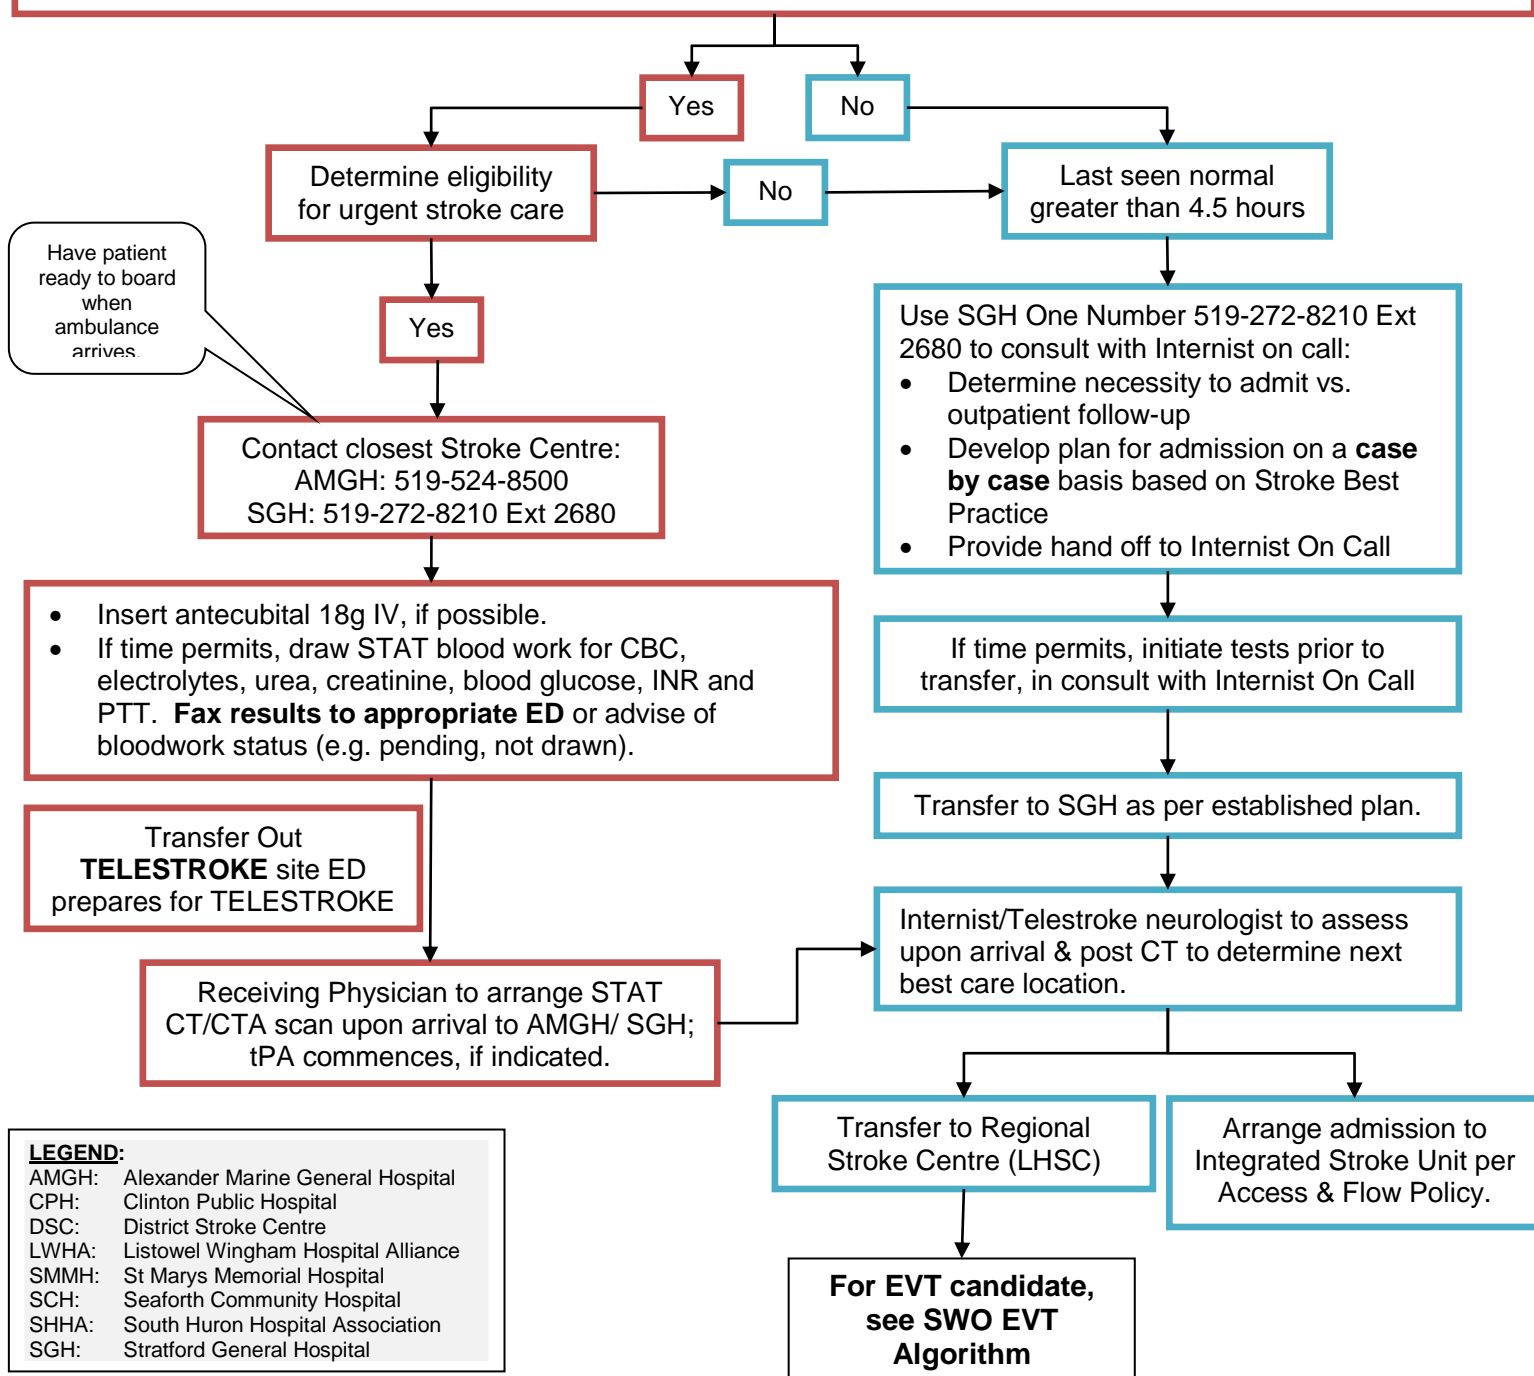 Yes
No
Determine eligibility
for urgent stroke care
No
Last seen normal
greater than 4.5 hours
Have patient
ready to board
when
ambulance
arrives.
Yes
Use SGH One Number 519-272-8210 Ext
2680 to consult with Internist on call:
• Determine necessity to admit vs.
outpatient follow-up
• Develop plan for admission on a case
by case basis based on Stroke Best
Practice
• Provide hand off to Internist On Call
Contact closest Stroke Centre:
AMGH: 519-524-8500
SGH: 519-272-8210 Ext 2680
• Insert antecubital 18g IV, if possible.
• If time permits, draw STAT blood work for CBC,
electrolytes, urea, creatinine, blood glucose, INR and
PTT. Fax results to appropriate ED or advise of
bloodwork status (e.g. pending, not drawn).
If time permits, initiate tests prior to
transfer, in consult with Internist On Call
Transfer to SGH as per established plan.
Transfer Out
TELESTROKE site ED
prepares for TELESTROKE
Internist/Telestroke neurologist to assess
upon arrival & post CT to determine next
best care location.
Receiving Physician to arrange STAT
CT/CTA scan upon arrival to AMGH/ SGH;
tPA commences, if indicated.
Transfer to Regional
Stroke Centre (LHSC)
Arrange admission to
Integrated Stroke Unit per
Access & Flow Policy.
For EVT candidate,
see SWO EVT
Algorithm
LEGEND:
AMGH: Alexander Marine General Hospital
CPH: Clinton Public Hospital
DSC: District Stroke Centre
LWHA: Listowel Wingham Hospital Alliance
SMMH: St Marys Memorial Hospital
SCH: Seaforth Community Hospital
SHHA: South Huron Hospital Association
SGH: Stratford General Hospital